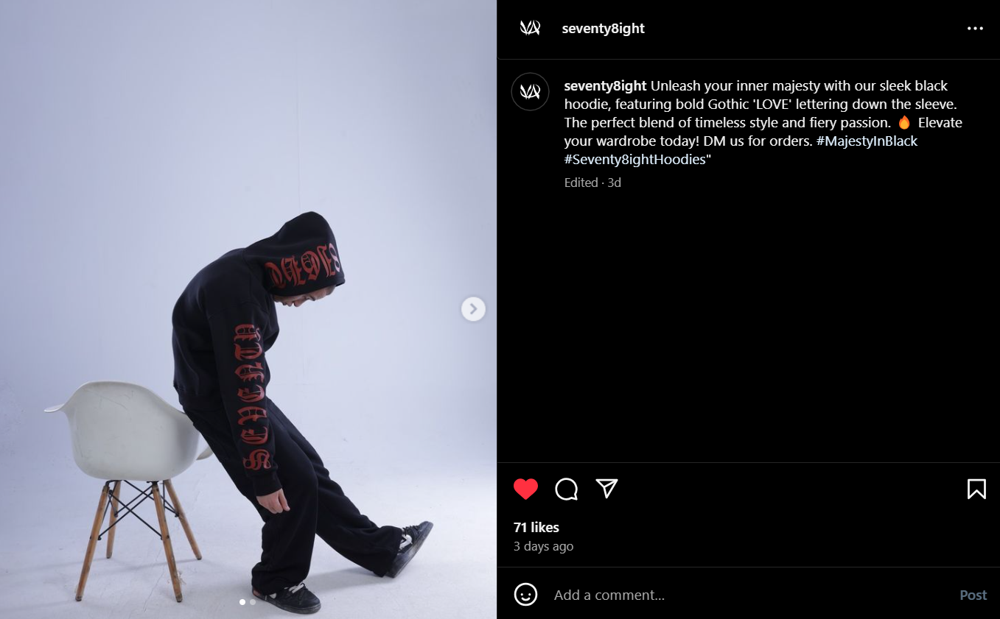 SEVENTY
seventy8ight
seventy8ight Unleash your inner majesty with our sleek black
hoodie, featuring bold Gothic 'LOVE' lettering down the sleeve.
The perfect blend of timeless style and fiery passion. 🔥 Elevate
your wardrobe today! DM us for orders. #MajestyInBlack
#Seventy8ightHoodies"
Edited · 3d
71 likes
3 days ago
Add a comment...
Post